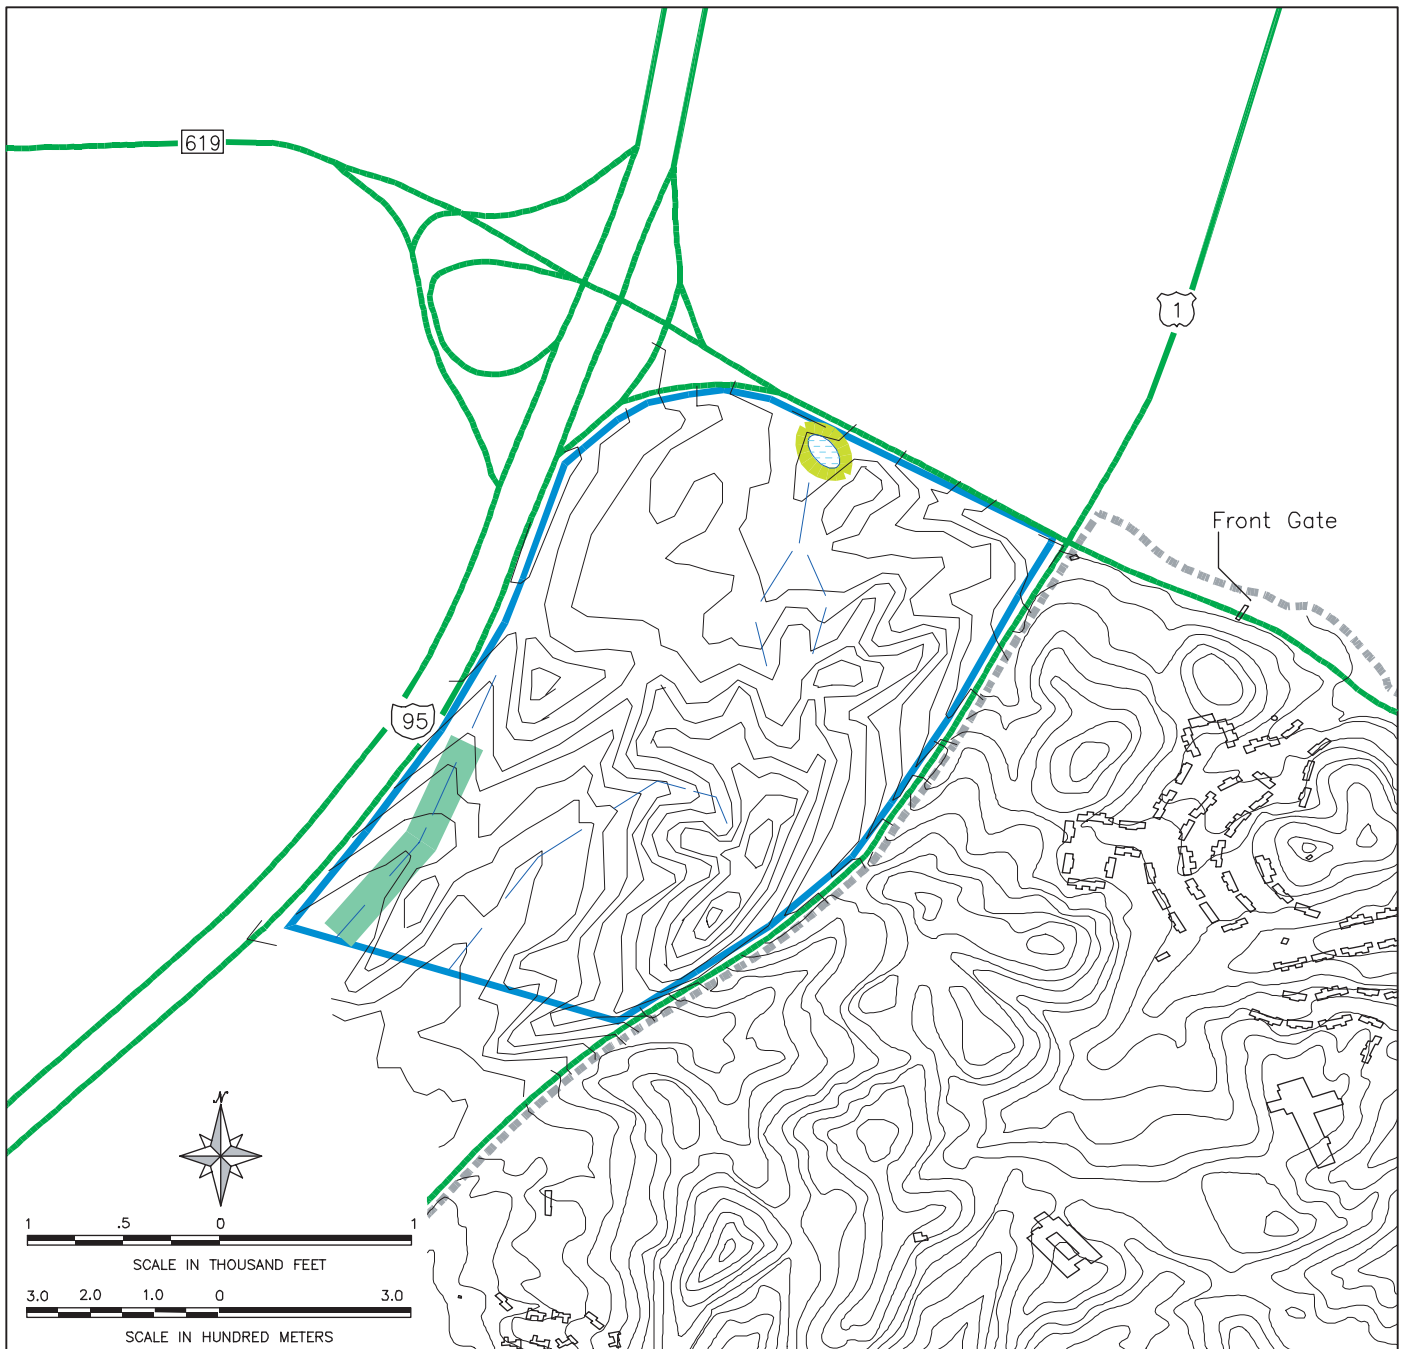 619
1
Front Gate
95
N
1 .5 0 1
SCALE IN THOUSAND FEET
3.0 2.0 1.0 0 3.0
SCALE IN HUNDRED METERS